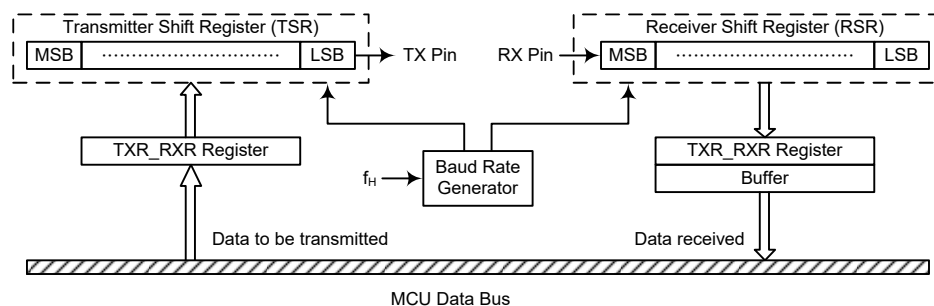 Transmitter Shift Register (TSR)
MSB ........................................ LSB
TX Pin
Receiver Shift Register (RSR)
RX Pin
MSB ........................................ LSB
TXR_RXR Register
Baud Rate
Generator
fH
TXR_RXR Register
Buffer
Data to be transmitted
Data received
MCU Data Bus